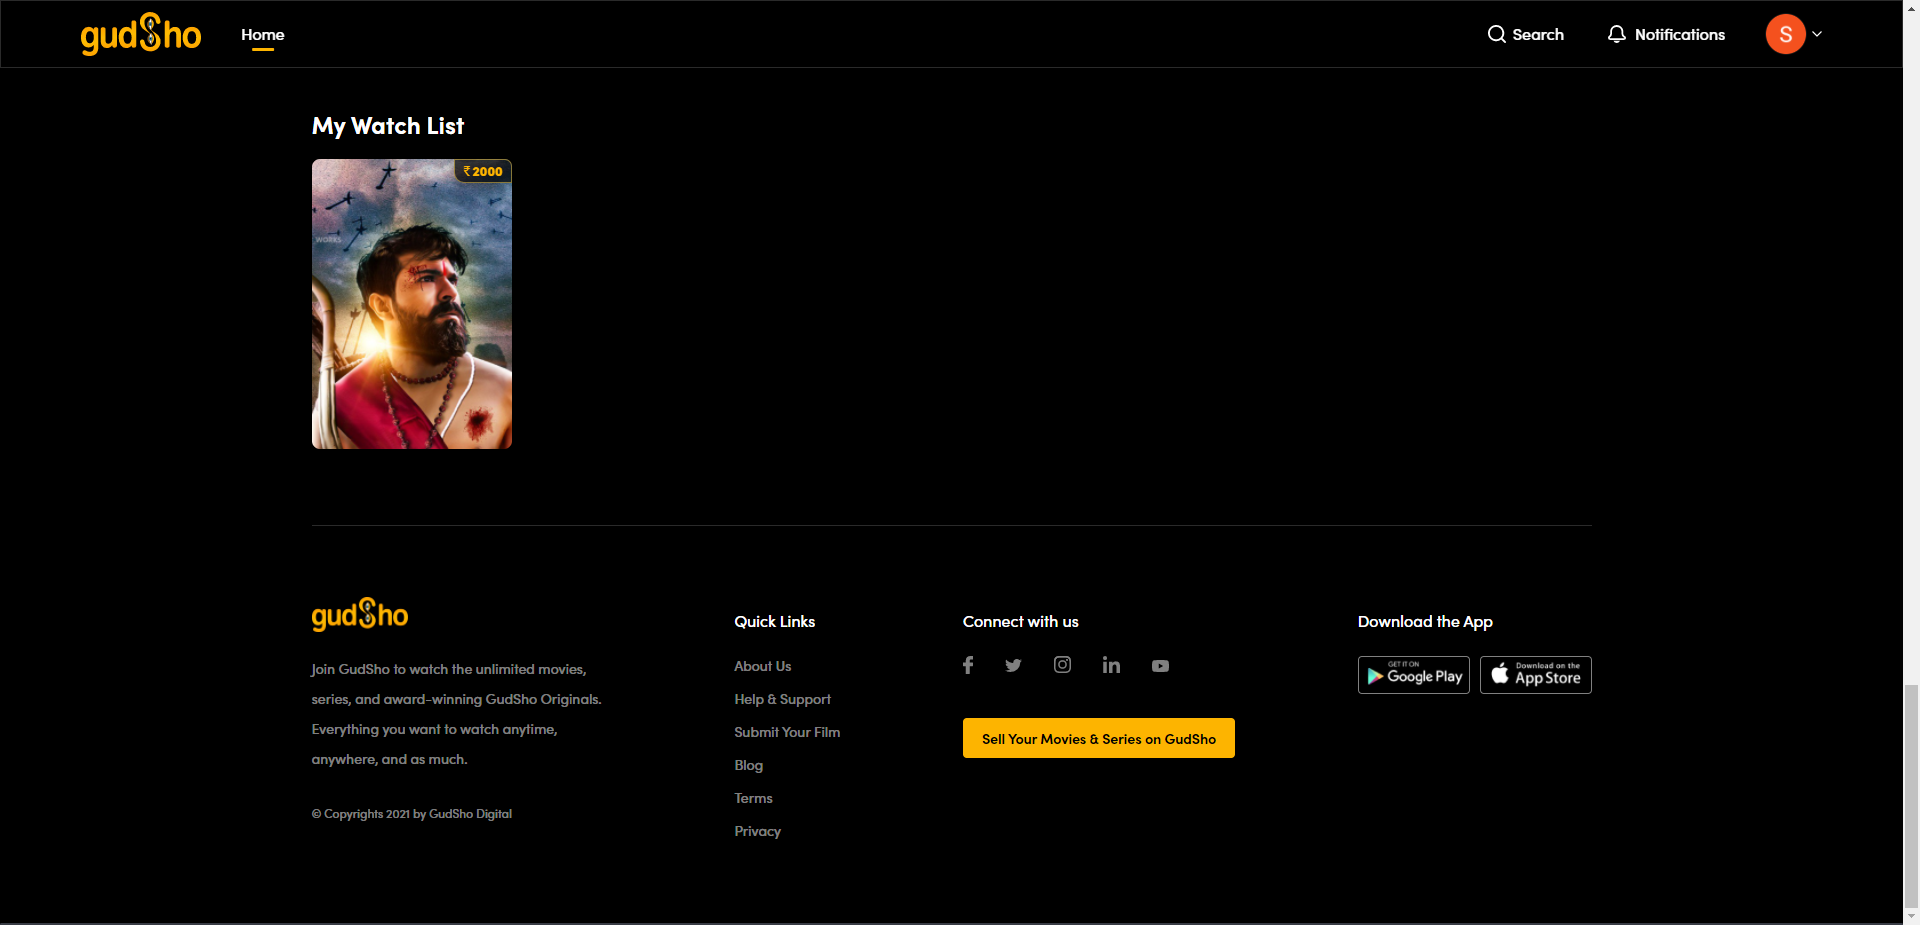 gudSho
Home
Search
Notifications
S
My Watch List
₹ 2000
WORKS
gudSho
Join GudSho to watch the unlimited movies,
series, and award-winning GudSho Originals.
Everything you want to watch anytime,
anywhere, and as much.
© Copyrights 2021 by GudSho Digital
Quick Links
About Us
Help & Support
Submit Your Film
Blog
Terms
Privacy
Connect with us
Sell Your Movies & Series on GudSho
Download the App
GET IT ON
Google Play
Download on the
App Store